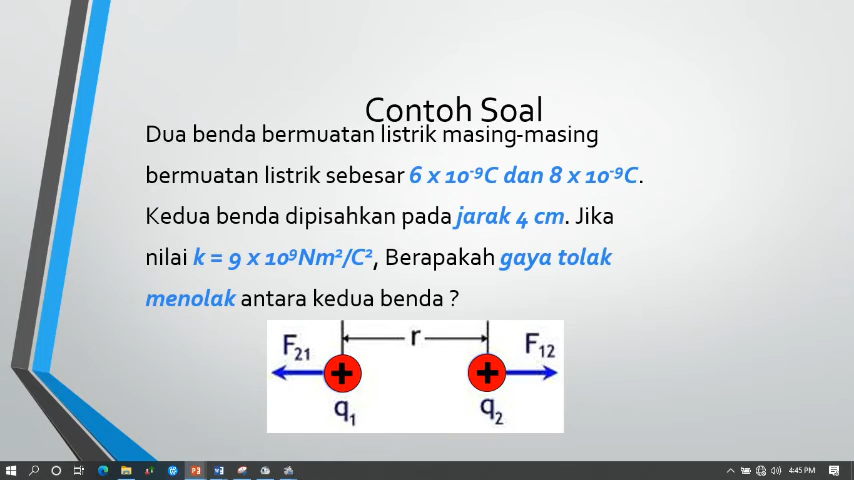 Contoh Soal
Dua benda bermuatan listrik masing-masing
bermuatan listrik sebesar 6 x 10⁻⁹C dan 8 x 10⁻⁹C.
Kedua benda dipisahkan pada jarak 4 cm. Jika
nilai k = 9 x 10⁹Nm²/C², Berapakah gaya tolak
menolak antara kedua benda ?
r
F₂₁
F₁₂
+
+
q₁
q₂
4:45 PM